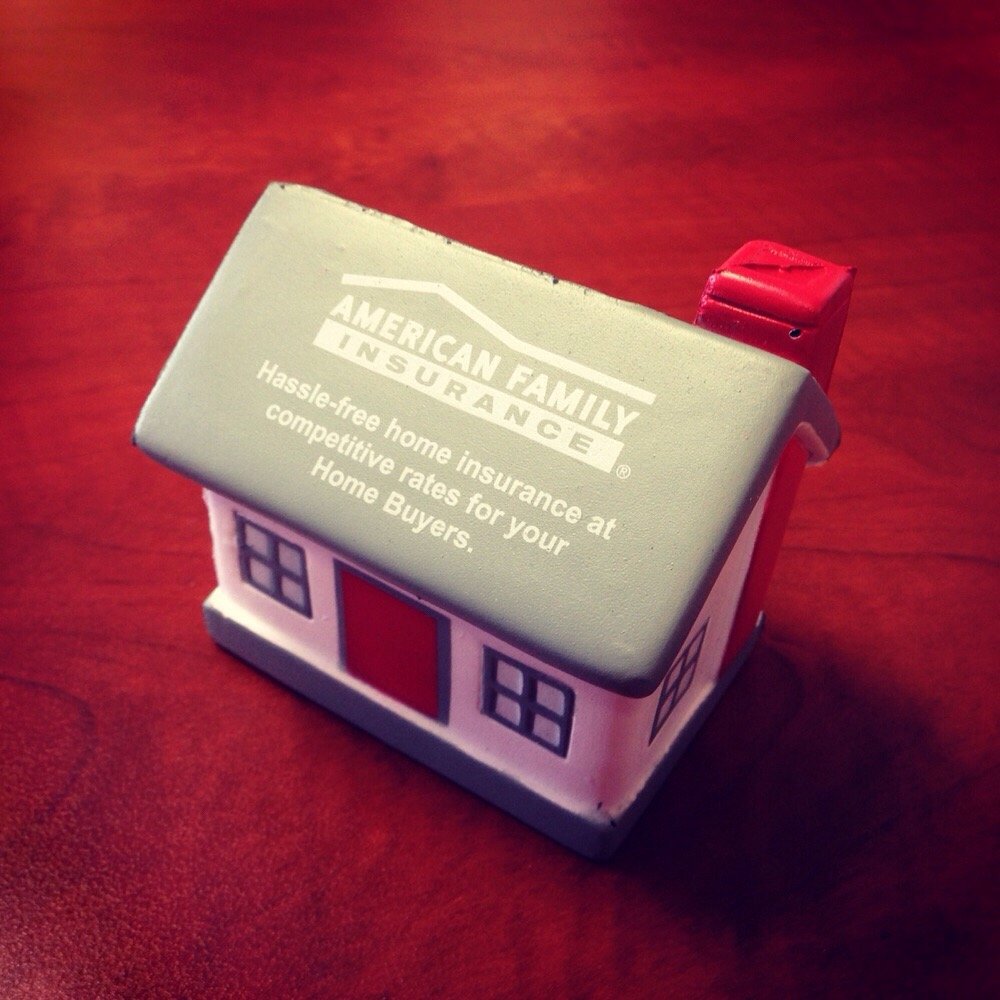 AMERICAN FAMILY
INSURANCE®
Hassle-free home insurance at
competitive rates for your
Home Buyers.